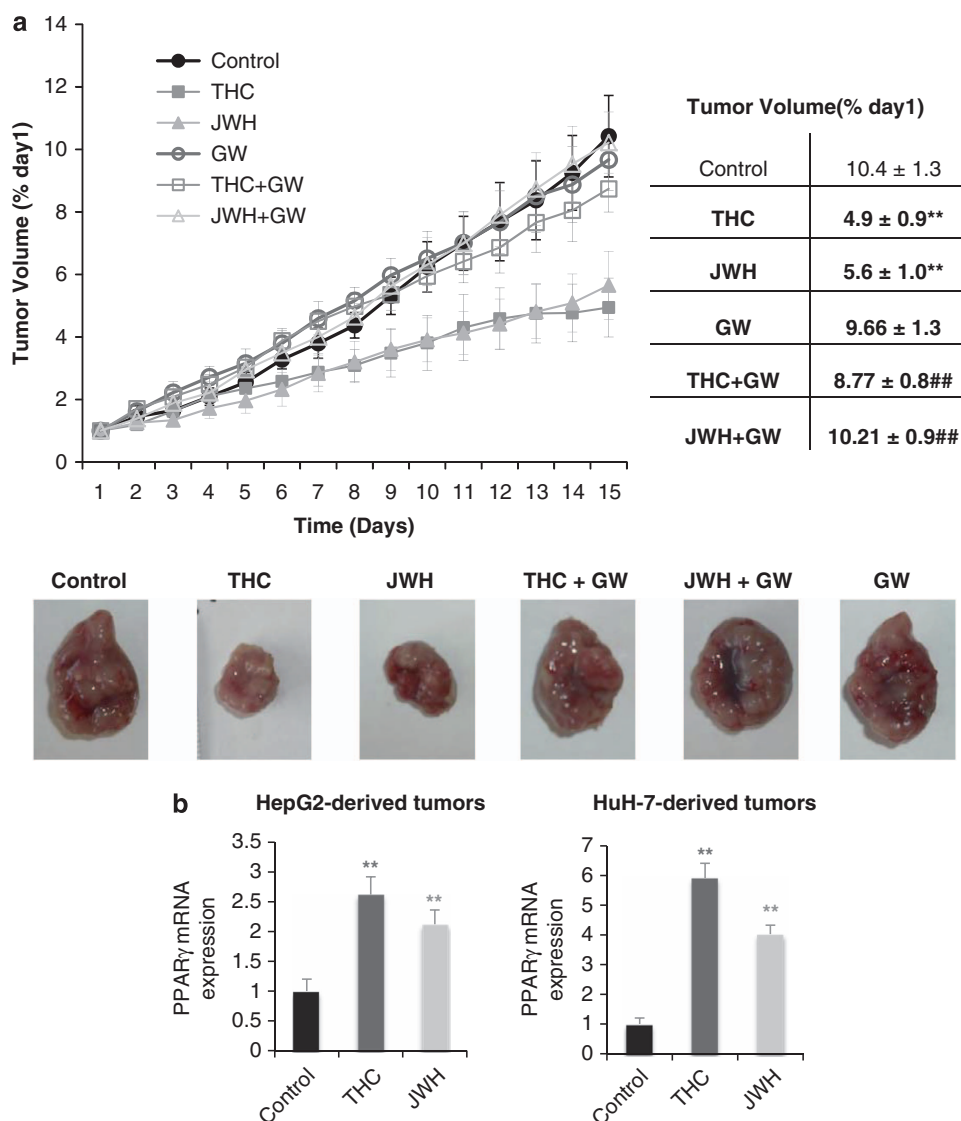 a
Tumor Volume (% day1)
14
12
10
8
6
4
2
0
Control
THC
JWH
GW
THC+GW
JWH+GW
1 2 3 4 5 6 7 8 9 10 11 12 13 14 15
Time (Days)
Tumor Volume(% day1)
Control 10.4 ± 1.3
THC 4.9 ± 0.9**
JWH 5.6 ± 1.0**
GW 9.66 ± 1.3
THC+GW 8.77 ± 0.8##
JWH+GW 10.21 ± 0.9##
Control THC JWH THC + GW JWH + GW GW
b
HepG2-derived tumors
PPARγ mRNA
expression
3.5
3
2.5
2
1.5
1
0.5
0
**
**
Control THC JWH
HuH-7-derived tumors
PPARγ mRNA
expression
7
6
5
4
3
2
1
0
**
**
Control THC JWH